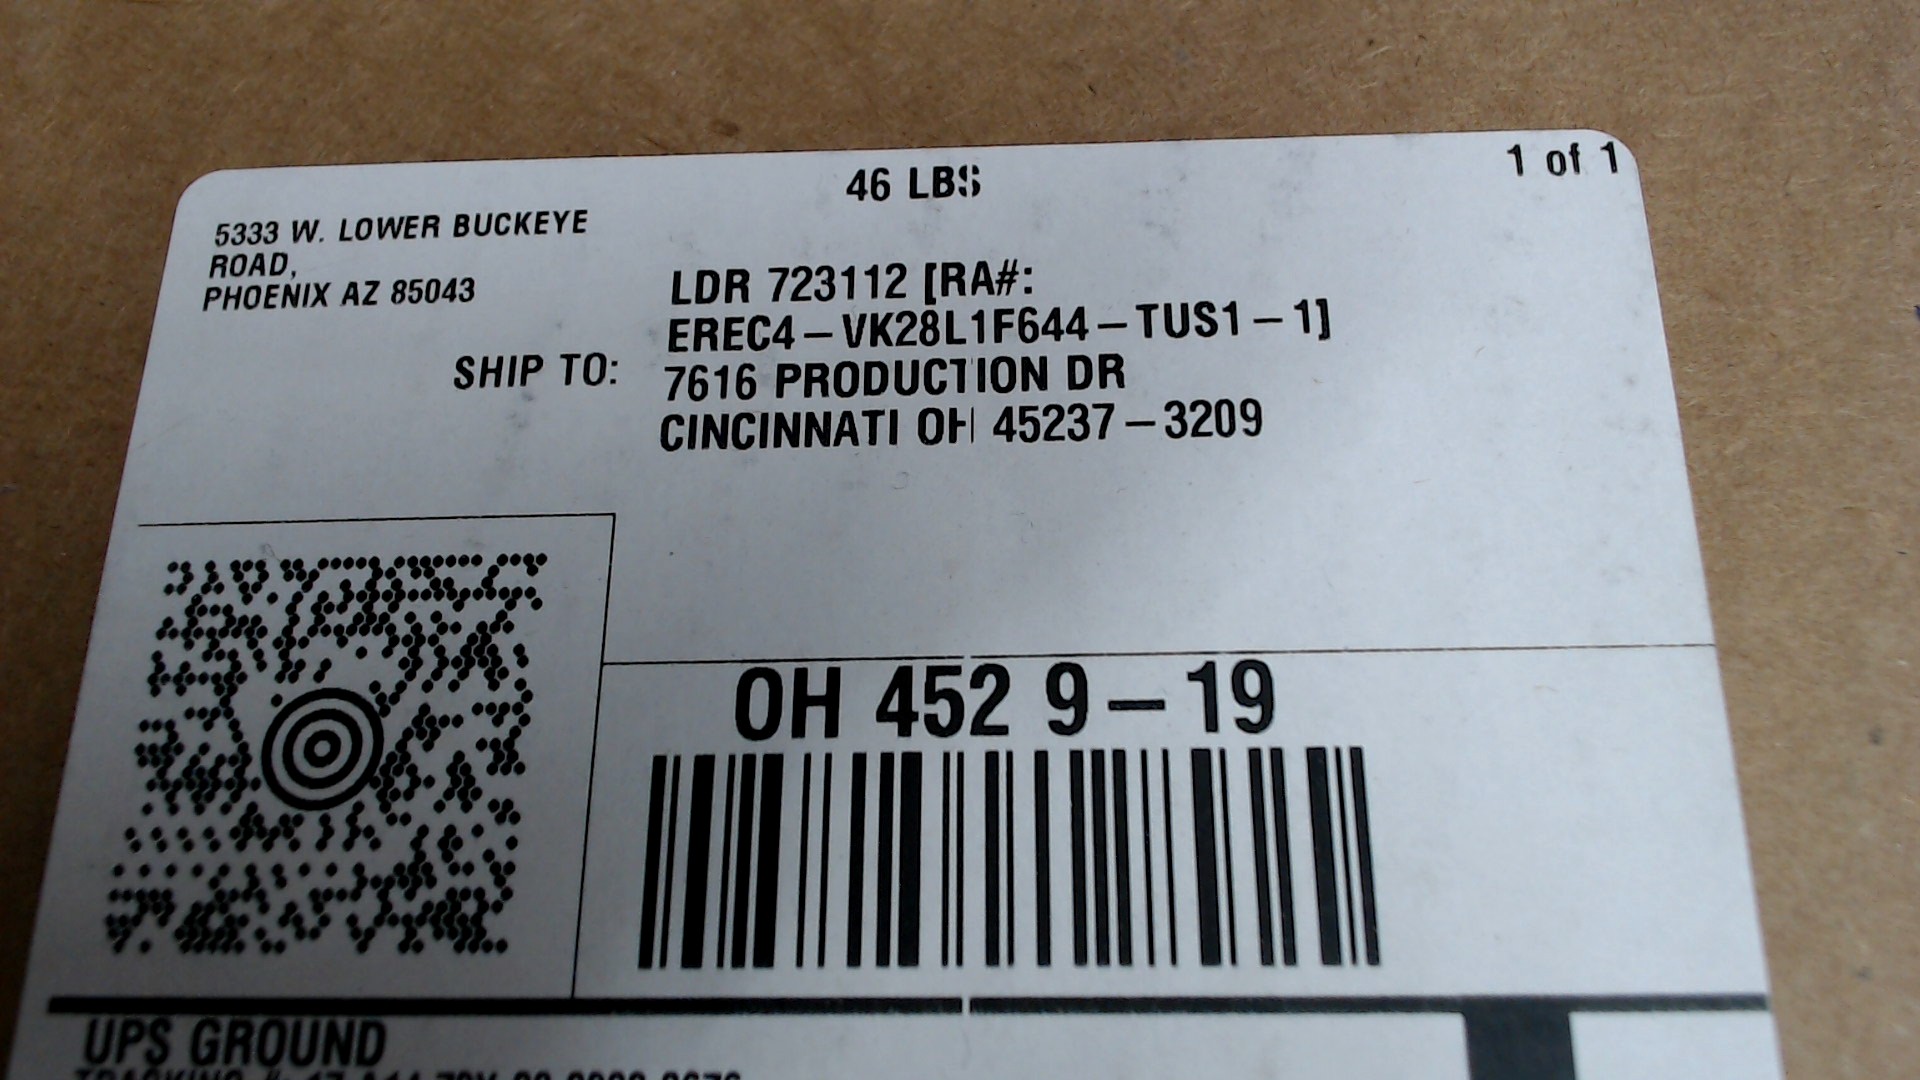 46 LBS
1 of 1
5333 W. LOWER BUCKEYE
ROAD,
PHOENIX AZ 85043
SHIP TO:
LDR 723112 [RA#:
EREC4-VK28L1F644-TUS1-1]
7616 PRODUCTION DR
CINCINNATI OH 45237-3209
OH 452 9-19
UPS GROUND